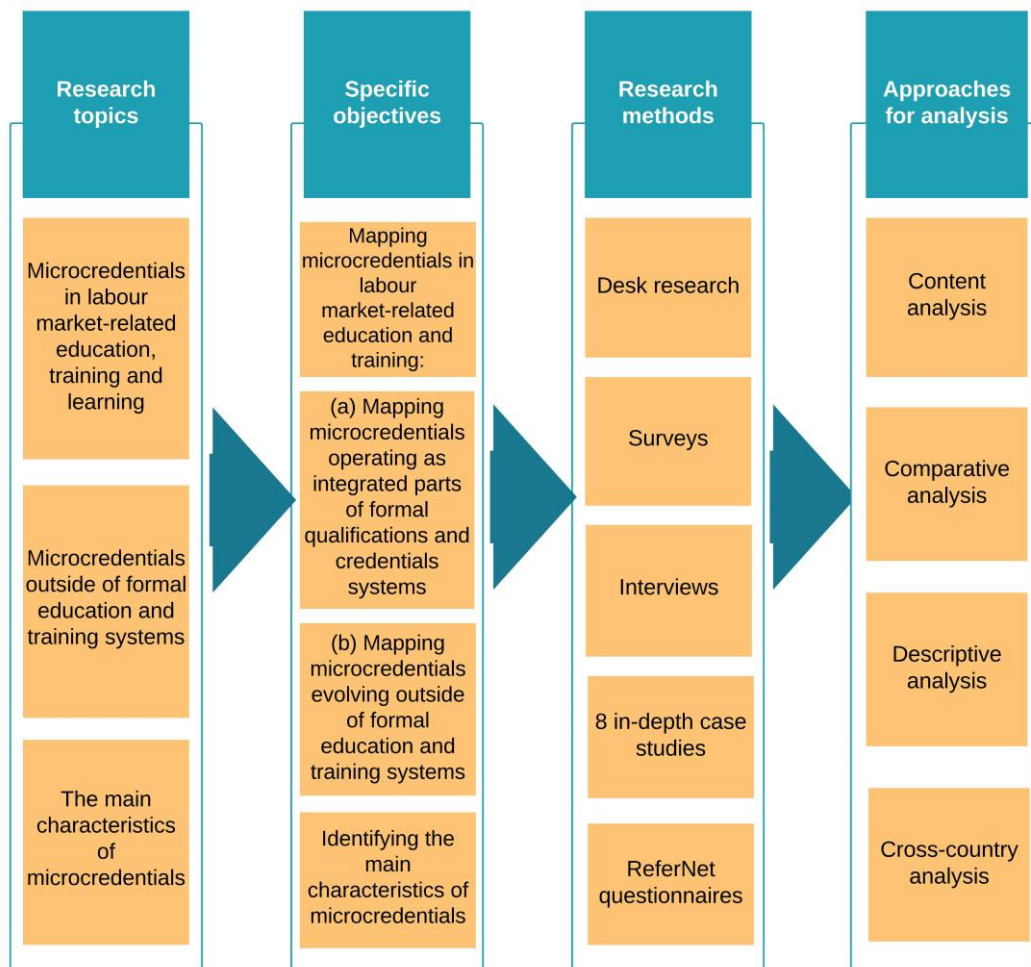 Research
topics
Microcredentials
in labour
market-related
education,
training and
learning
Microcredentials
outside of formal
education and
training systems
The main
characteristics
of
microcredentials
Specific
objectives
Mapping
microcredentials in
labour
market-related
education and
training:
(a) Mapping
microcredentials
operating as
integrated parts
of formal
qualifications and
credentials
systems
(b) Mapping
microcredentials
evolving outside
of formal
education and
training systems
Identifying the
main
characteristics of
microcredentials
Research
methods
Desk research
Surveys
Interviews
8 in-depth case
studies
ReferNet
questionnaires
Approaches
for analysis
Content
analysis
Comparative
analysis
Descriptive
analysis
Cross-country
analysis